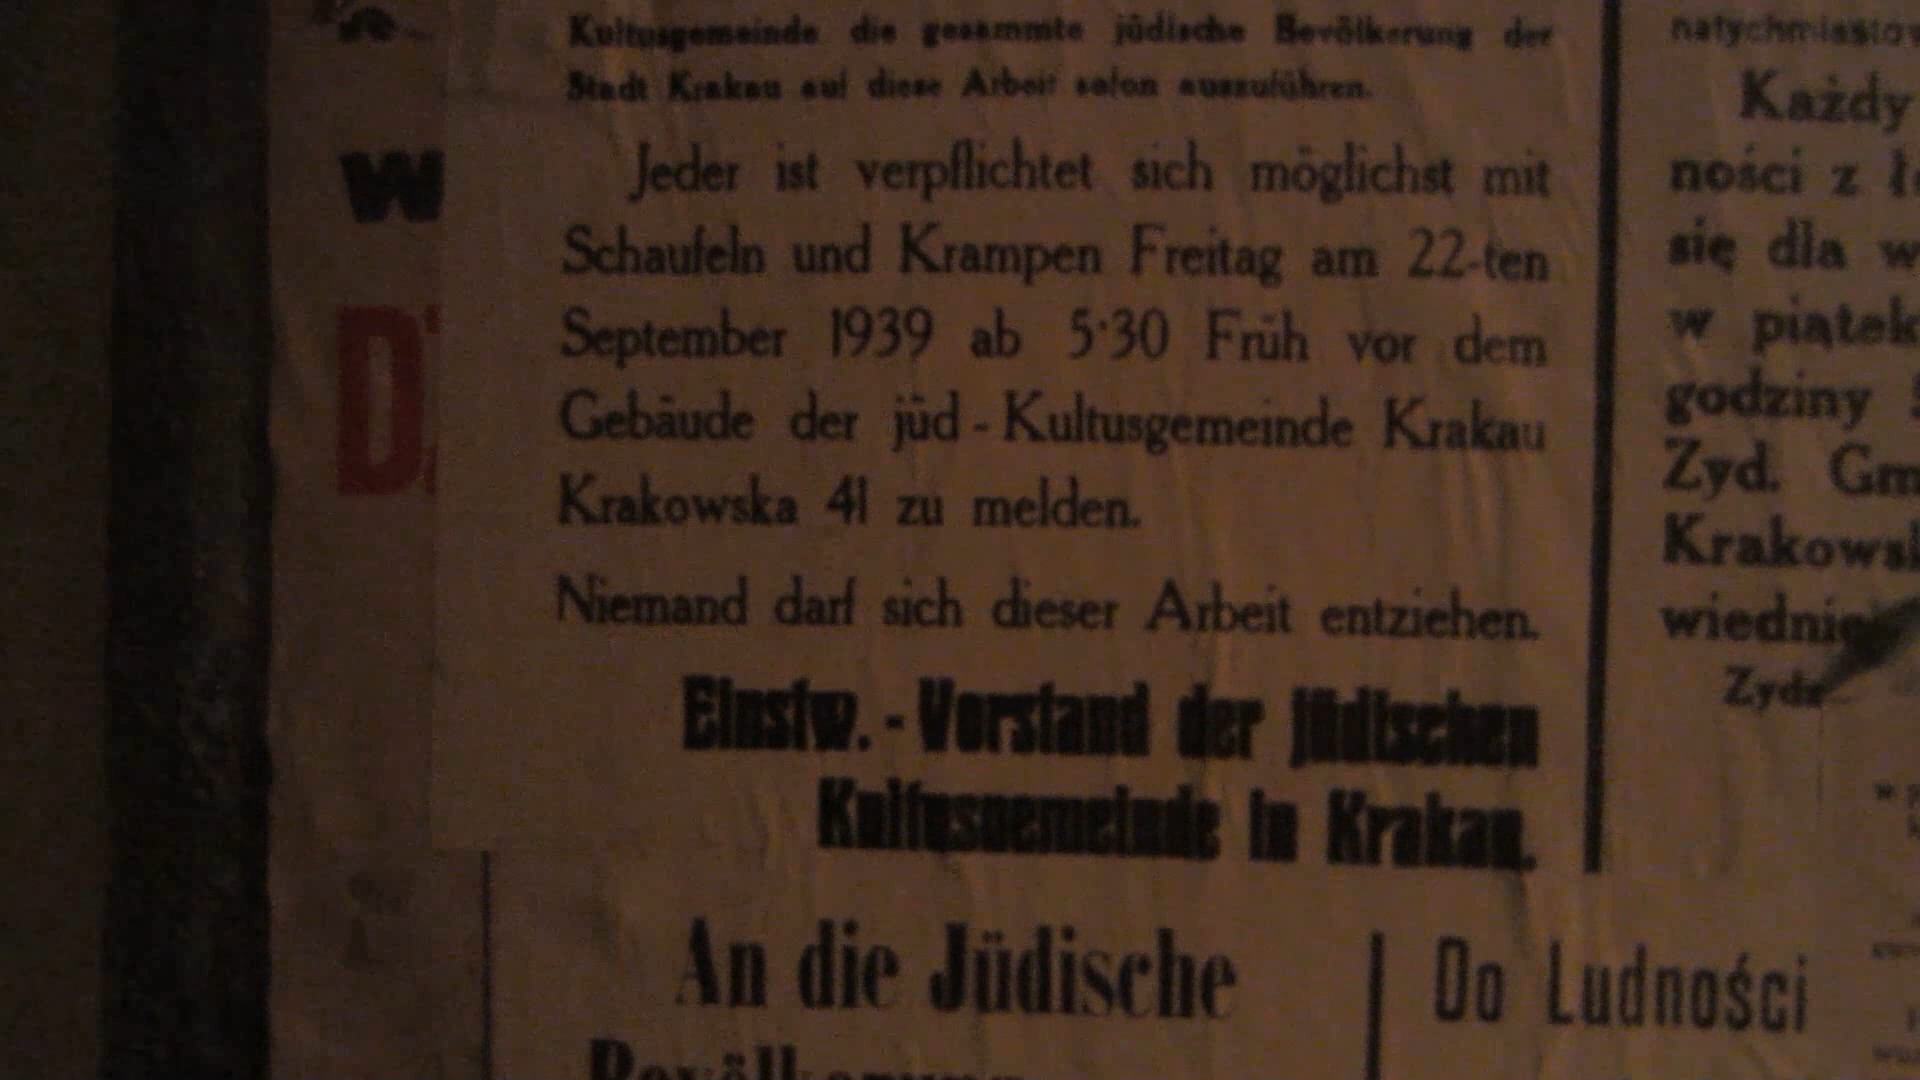 Kultusgemeinde die gesammte jüdische Bevölkerung der
Stadt Krakau auf diese Arbeit sofort auszuführen.
Jeder ist verpflichtet sich möglichst mit
Schaufeln und Krampen Freitag am 22-ten
September 1939 ab 5·30 Früh vor dem
Gebäude der jüd - Kultusgemeinde Krakau
Krakowska 41 zu melden.
Niemand darf sich dieser Arbeit entziehen.
Einstw. - Vorstand der jüdischen
Kultusgemeinde in Krakau.
An die Jüdische
Bevölkerung
W
D
Każdy
ności z
się dla w
w piątek
godziny
Zyd. Gm
Krakowsk
Do Ludności